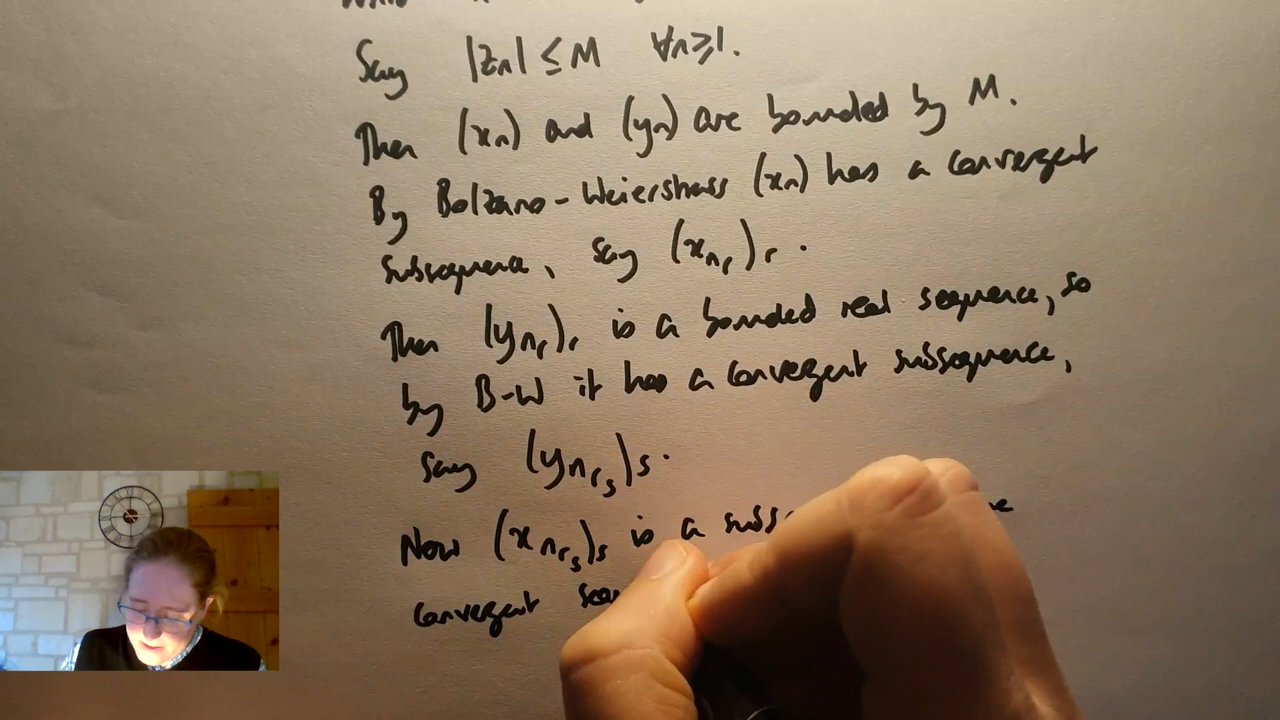 Say |zn| ≤ M ∀n≥1.
Then (xn) and (yn) are bounded by M.
By Bolzano-Weierstrass (xn) has a convergent
subsequence, say (xnr)r.
Then (ynr)r is a bounded real sequence, so
by B-W it has a convergent subsequence,
say (ynrs)s.
Now (xnrs)s is a
convergent